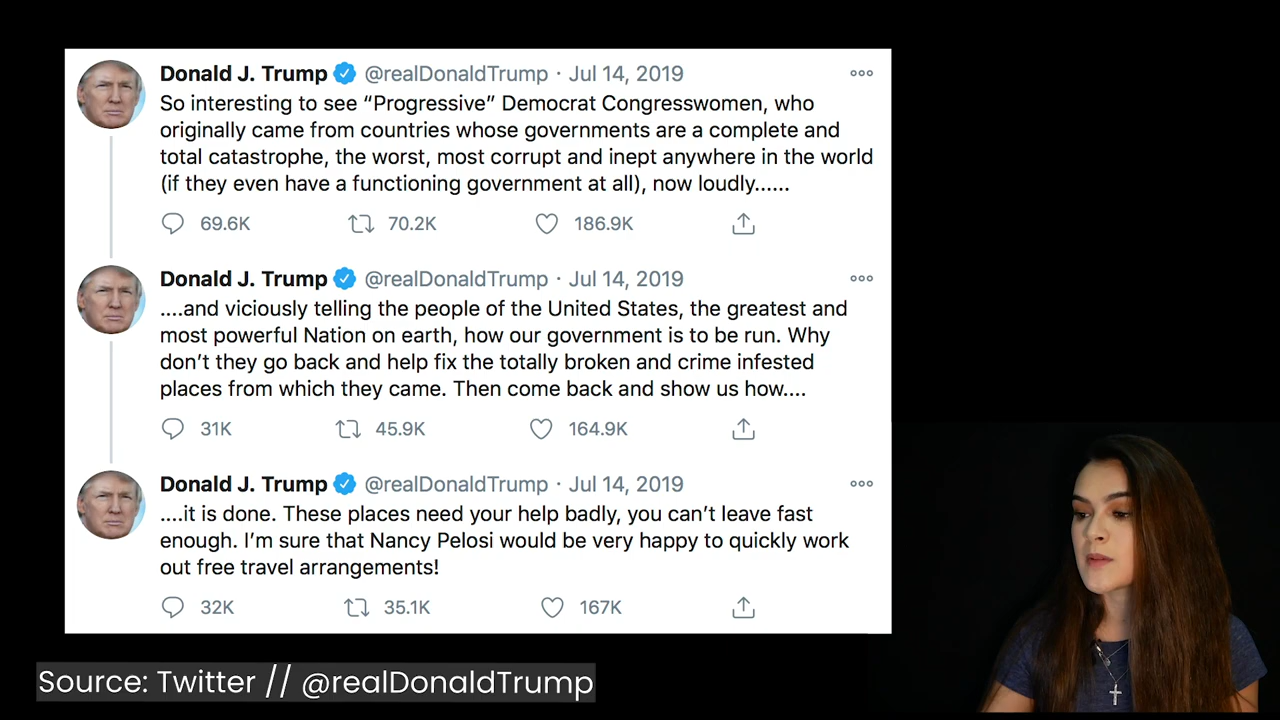 Donald J. Trump @realDonaldTrump · Jul 14, 2019
So interesting to see “Progressive” Democrat Congresswomen, who
originally came from countries whose governments are a complete and
total catastrophe, the worst, most corrupt and inept anywhere in the world
(if they even have a functioning government at all), now loudly......
69.6K 70.2K 186.9K
Donald J. Trump @realDonaldTrump · Jul 14, 2019
....and viciously telling the people of the United States, the greatest and
most powerful Nation on earth, how our government is to be run. Why
don’t they go back and help fix the totally broken and crime infested
places from which they came. Then come back and show us how....
31K 45.9K 164.9K
Donald J. Trump @realDonaldTrump · Jul 14, 2019
....it is done. These places need your help badly, you can’t leave fast
enough. I’m sure that Nancy Pelosi would be very happy to quickly work
out free travel arrangements!
32K 35.1K 167K
Source: Twitter // @realDonaldTrump